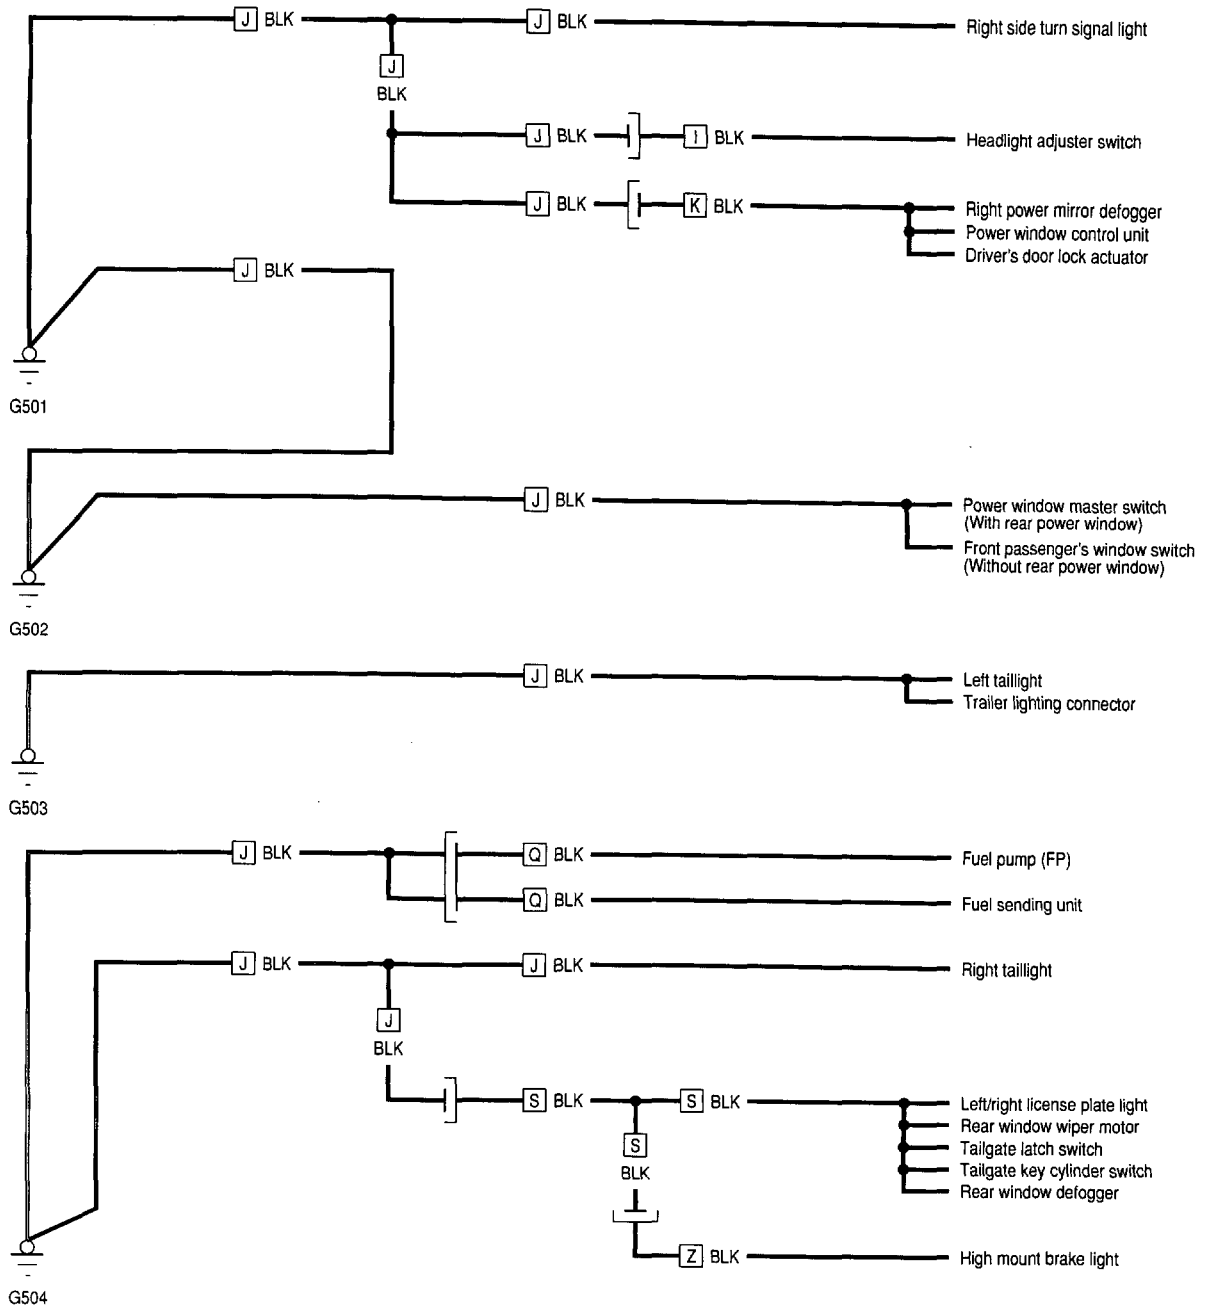 J BLK
J BLK
Right side turn signal light
J
BLK
J BLK
I BLK
Headlight adjuster switch
J BLK
K BLK
Right power mirror defogger
Power window control unit
Driver's door lock actuator
J BLK
G501
J BLK
Power window master switch
(With rear power window)
Front passenger's window switch
(Without rear power window)
G502
J BLK
Left taillight
Trailer lighting connector
G503
J BLK
Q BLK
Fuel pump (FP)
Q BLK
Fuel sending unit
J BLK
J BLK
Right taillight
J
BLK
S BLK
S BLK
Left/right license plate light
Rear window wiper motor
Tailgate latch switch
Tailgate key cylinder switch
Rear window defogger
S
BLK
Z BLK
High mount brake light
G504